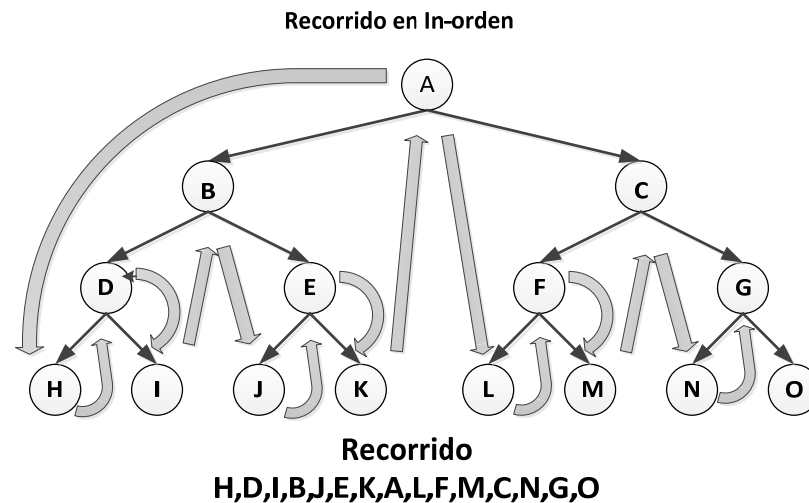 Recorrido en In-orden
A
B
C
D
E
F
G
H
I
J
K
L
M
N
O
Recorrido
H,D,I,B,J,E,K,A,L,F,M,C,N,G,O